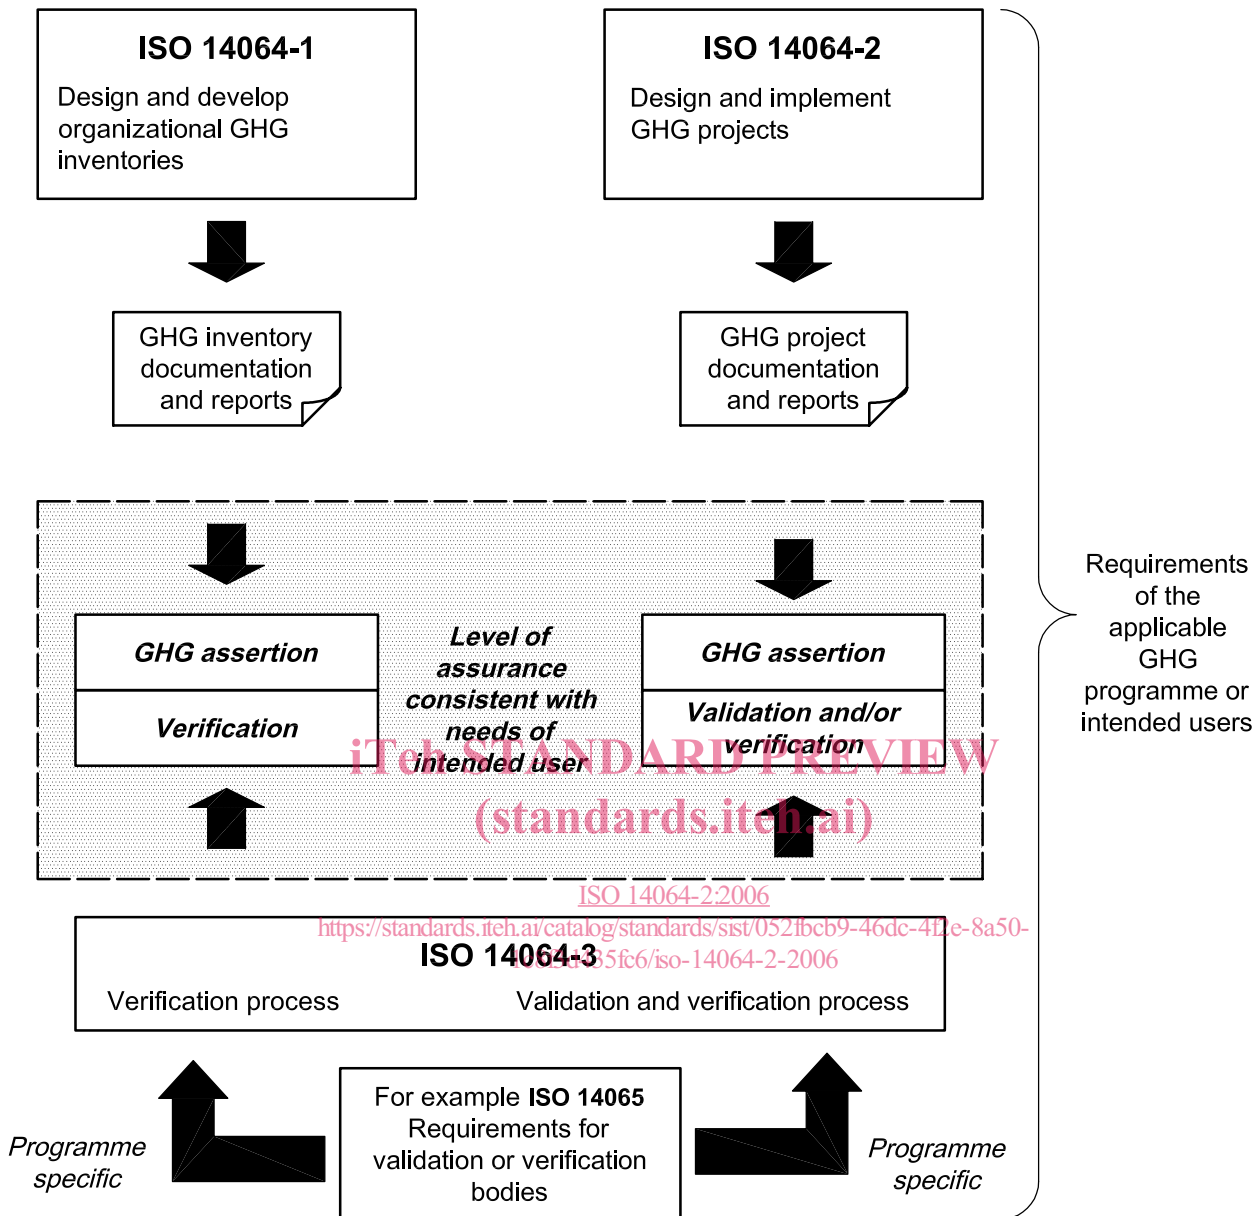 ISO 14064-1
Design and develop
organizational GHG
inventories
ISO 14064-2
Design and implement
GHG projects
GHG inventory
documentation
and reports
GHG project
documentation
and reports
GHG assertion
Verification
Level of
assurance
consistent with
needs of
intended user
GHG assertion
Validation and/or
verification
Requirements
of the
applicable
GHG
programme or
intended users
iTeh STANDARD PREVIEW
(standards.iteh.ai)
ISO 14064-2:2006
https://standards.iteh.ai/catalog/standards/sist/052fbcb9-46dc-4f2e-8a50-
iso-14064-2-2006
ISO 14064-3
Verification process
Validation and verification process
Programme
specific
For example ISO 14065
Requirements for
validation or verification
bodies
Programme
specific